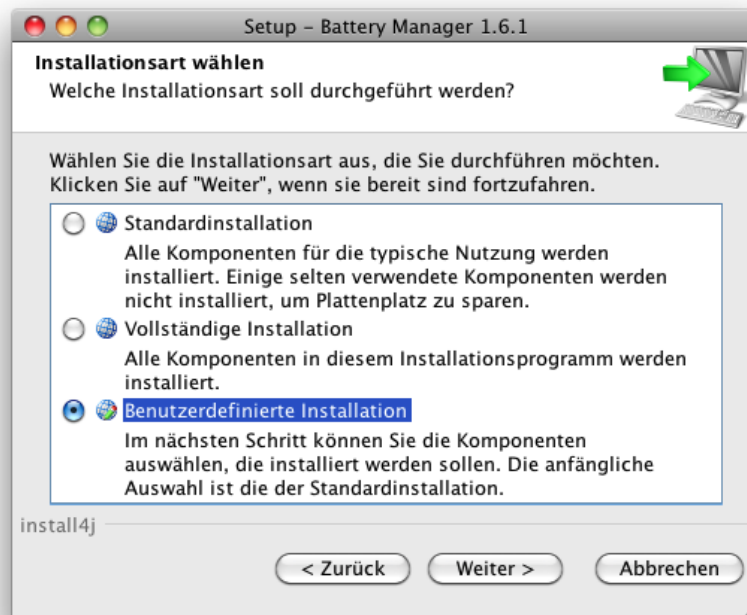 Setup – Battery Manager 1.6.1
Installationsart wählen
Welche Installationsart soll durchgeführt werden?
Wählen Sie die Installationsart aus, die Sie durchführen möchten.
Klicken Sie auf "Weiter", wenn sie bereit sind fortzufahren.
Standardinstallation
Alle Komponenten für die typische Nutzung werden
installiert. Einige selten verwendete Komponenten werden
nicht installiert, um Plattenplatz zu sparen.
Vollständige Installation
Alle Komponenten in diesem Installationsprogramm werden
installiert.
Benutzerdefinierte Installation
Im nächsten Schritt können Sie die Komponenten
auswählen, die installiert werden sollen. Die anfängliche
Auswahl ist die der Standardinstallation.
install4j
< Zurück Weiter > Abbrechen